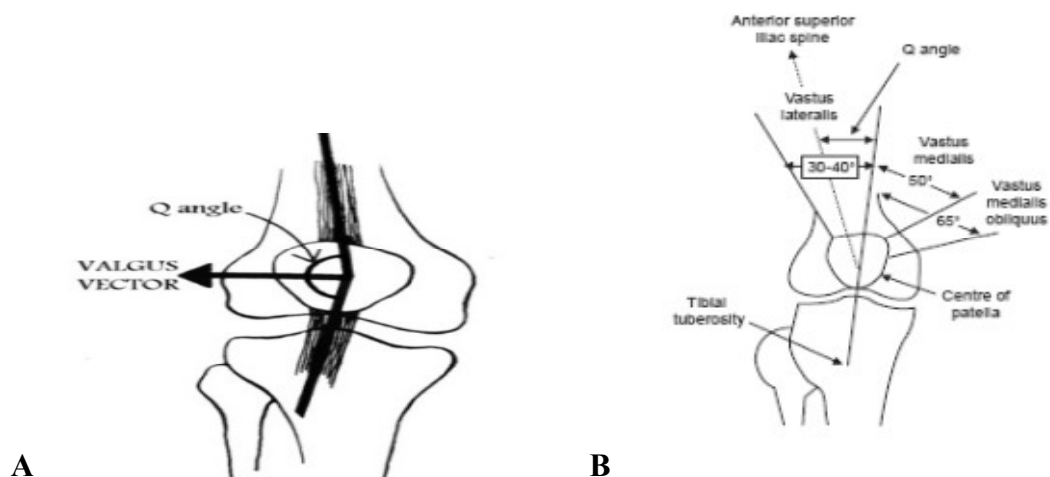 Q angle
VALGUS
VECTOR
A
Anterior superior
iliac spine
Q angle
Vastus
lateralis
30-40°
Vastus
medialis
50°
Vastus
medialis
obliquus
65°
Tibial
tuberosity
Centre of
patella
B